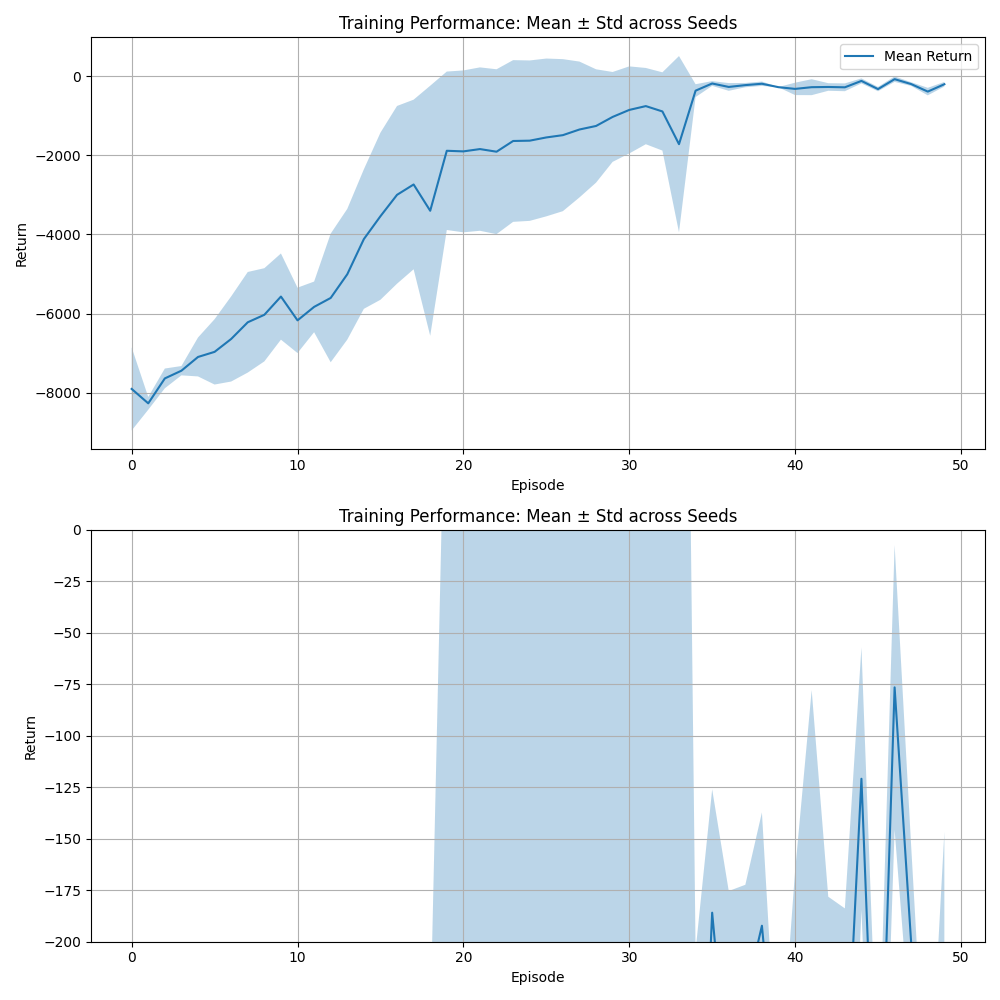 Training Performance: Mean ± Std across Seeds
Mean Return
0
−2000
−4000
−6000
−8000
Return
0 10 20 30 40 50
Episode
Training Performance: Mean ± Std across Seeds
0
−25
−50
−75
−100
−125
−150
−175
−200
Return
0 10 20 30 40 50
Episode